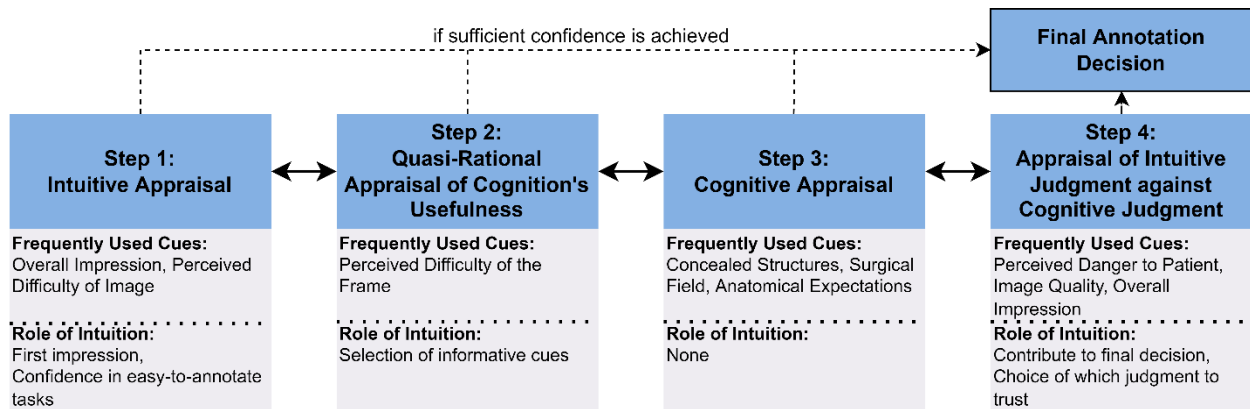 if sufficient confidence is achieved
Final Annotation
Decision
Step 1:
Intuitive Appraisal
Frequently Used Cues:
Overall Impression, Perceived
Difficulty of Image
Role of Intuition:
First impression,
Confidence in easy-to-annotate
tasks
Step 2:
Quasi-Rational
Appraisal of Cognition's
Usefulness
Frequently Used Cues:
Perceived Difficulty of the
Frame
Role of Intuition:
Selection of informative cues
Step 3:
Cognitive Appraisal
Frequently Used Cues:
Concealed Structures, Surgical
Field, Anatomical Expectations
Role of Intuition:
None
Step 4:
Appraisal of Intuitive
Judgment against
Cognitive Judgment
Frequently Used Cues:
Perceived Danger to Patient,
Image Quality, Overall
Impression
Role of Intuition:
Contribute to final decision,
Choice of which judgment to
trust